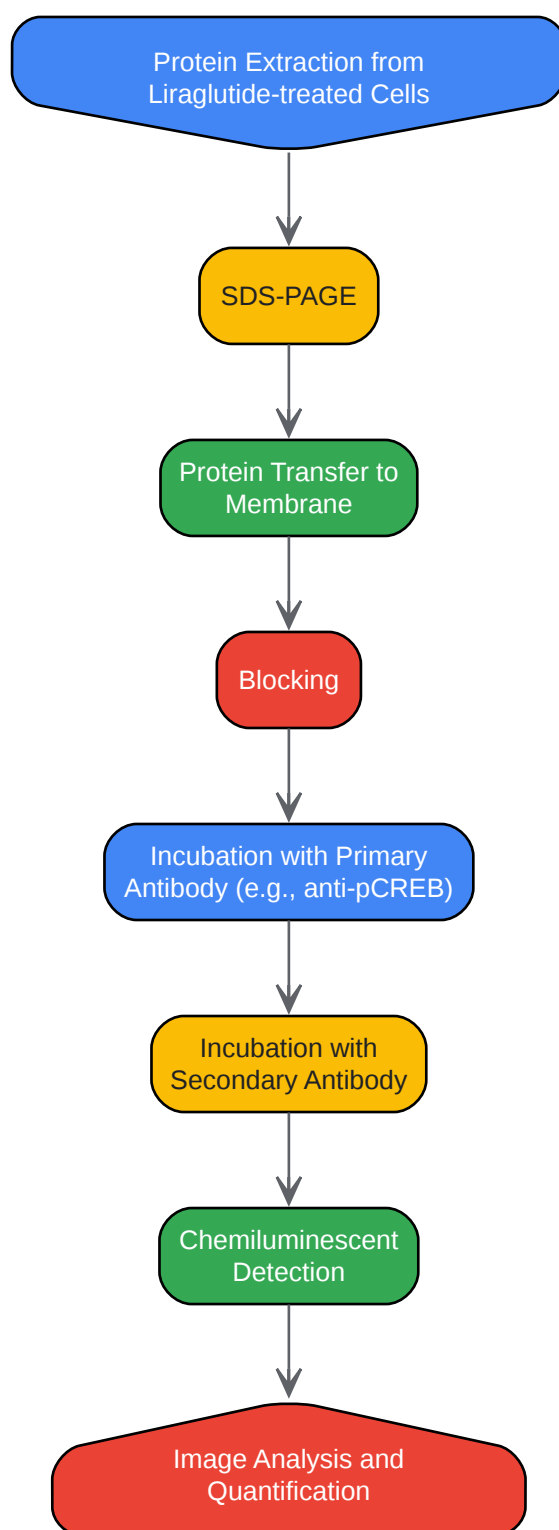 Protein Extraction from
Liraglutide-treated Cells
SDS-PAGE
Protein Transfer to
Membrane
Blocking
Incubation with Primary
Antibody (e.g., anti-pCREB)
Incubation with
Secondary Antibody
Chemiluminescent
Detection
Image Analysis and
Quantification